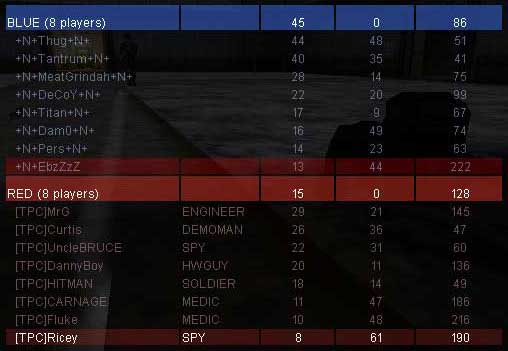 BLUE (8 players) 45 0 86
+N+Thug+N+ 44 48 51
+N+Tantrum+N+ 40 35 41
+N+MeatGrindah+N+ 28 14 75
+N+DeCoY+N+ 22 20 99
+N+Titan+N+ 17 9 67
+N+Dam0+N+ 16 49 74
+N+Pers+N+ 14 23 63
+N+EbzZzZ 13 44 222
RED (8 players) 15 0 128
[TPC]MrG ENGINEER 29 21 145
[TPC]Curtis DEMOMAN 26 36 47
[TPC]UncleBRUCE SPY 22 31 60
[TPC]DannyBoy HWGUY 20 11 136
[TPC]HITMAN SOLDIER 18 14 49
[TPC]CARNAGE MEDIC 11 47 186
[TPC]Fluke MEDIC 10 48 216
[TPC]Ricey SPY 8 61 190